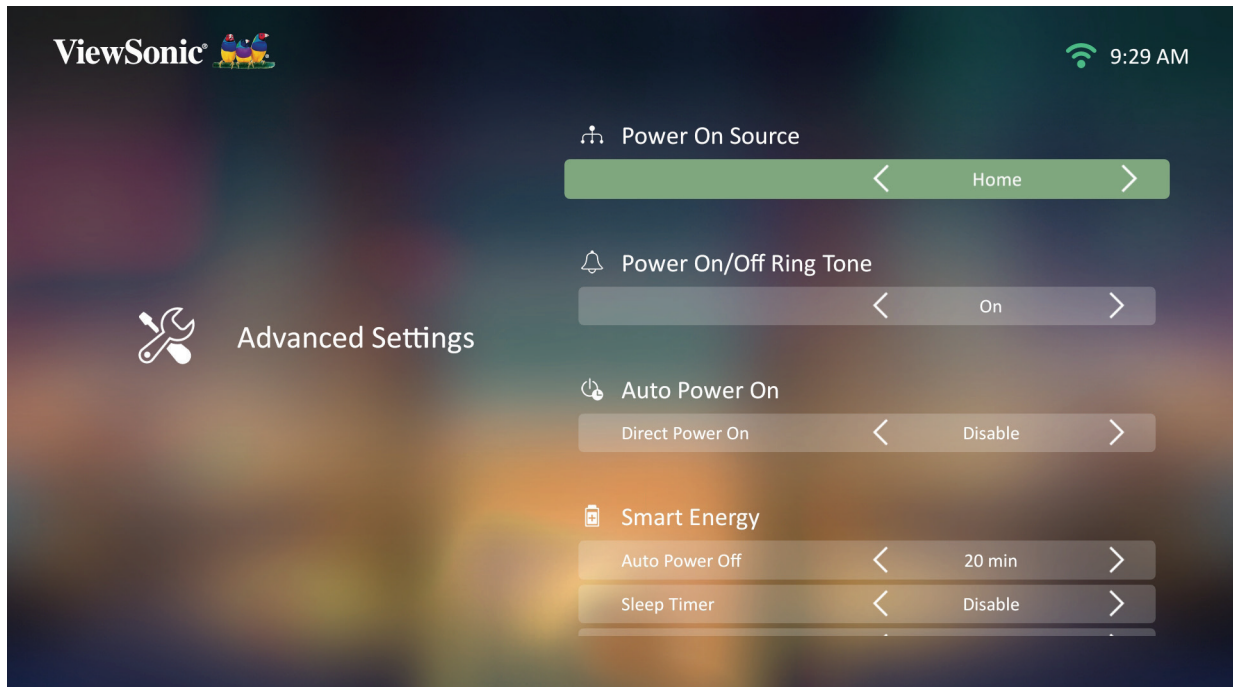 ViewSonic®
9:29 AM
Power On Source
Home
Power On/Off Ring Tone
On
Advanced Settings
Auto Power On
Direct Power On Disable
Smart Energy
Auto Power Off 20 min
Sleep Timer Disable